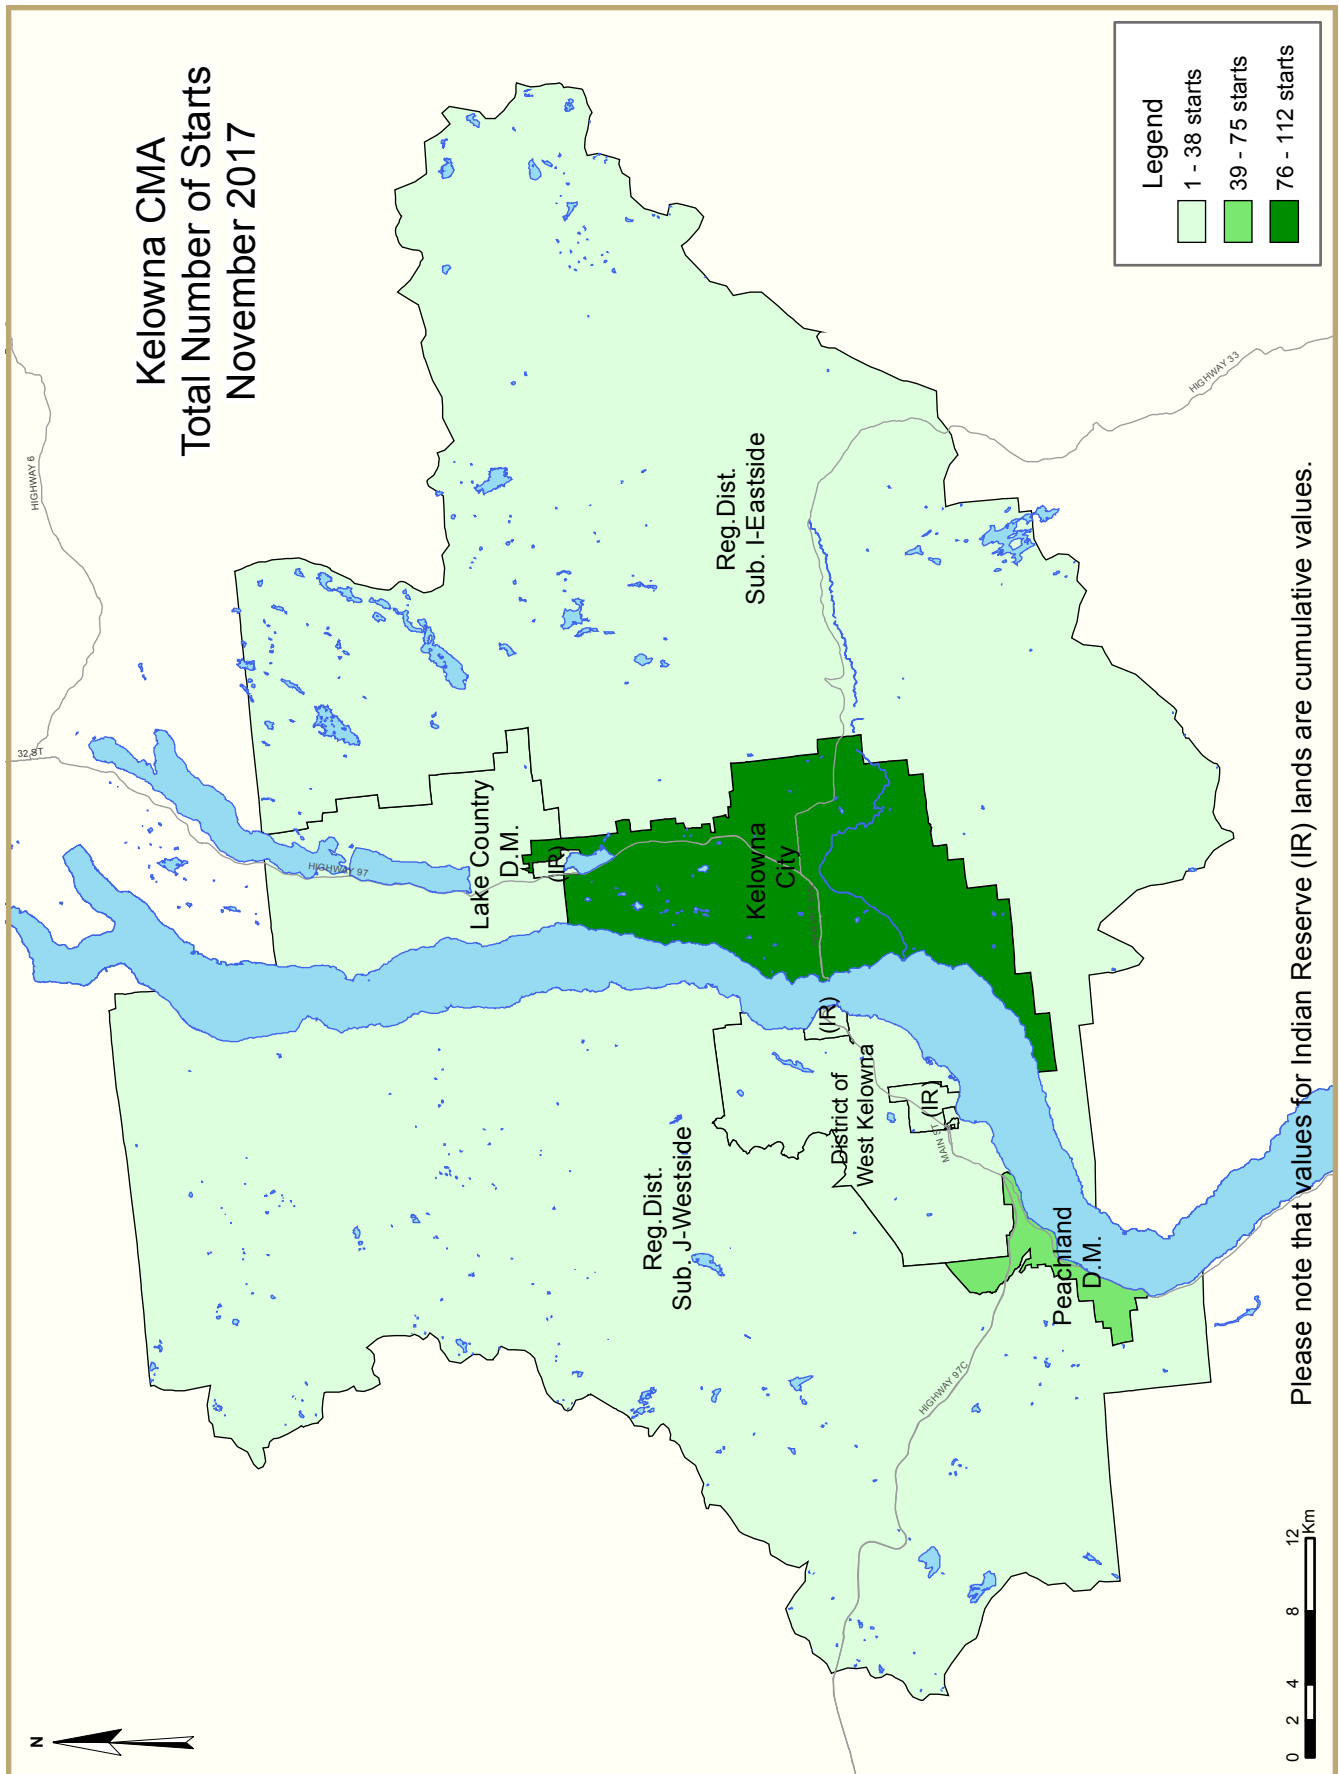 Kelowna CMA
Total Number of Starts
November 2017
Legend
1 - 38 starts
39 - 75 starts
76 - 112 starts
HIGHWAY 6
32 ST
HIGHWAY 97
HIGHWAY 33
Lake Country
D.M.
(IR)
Reg.Dist.
Sub. I-Eastside
Kelowna
City
(IR)
District of
West Kelowna
(IR)
MAIN ST
Reg.Dist.
Sub. J-Westside
Peachland
D.M.
HIGHWAY 97C
N
0 2 4 8 12
Km
Please note that values for Indian Reserve (IR) lands are cumulative values.